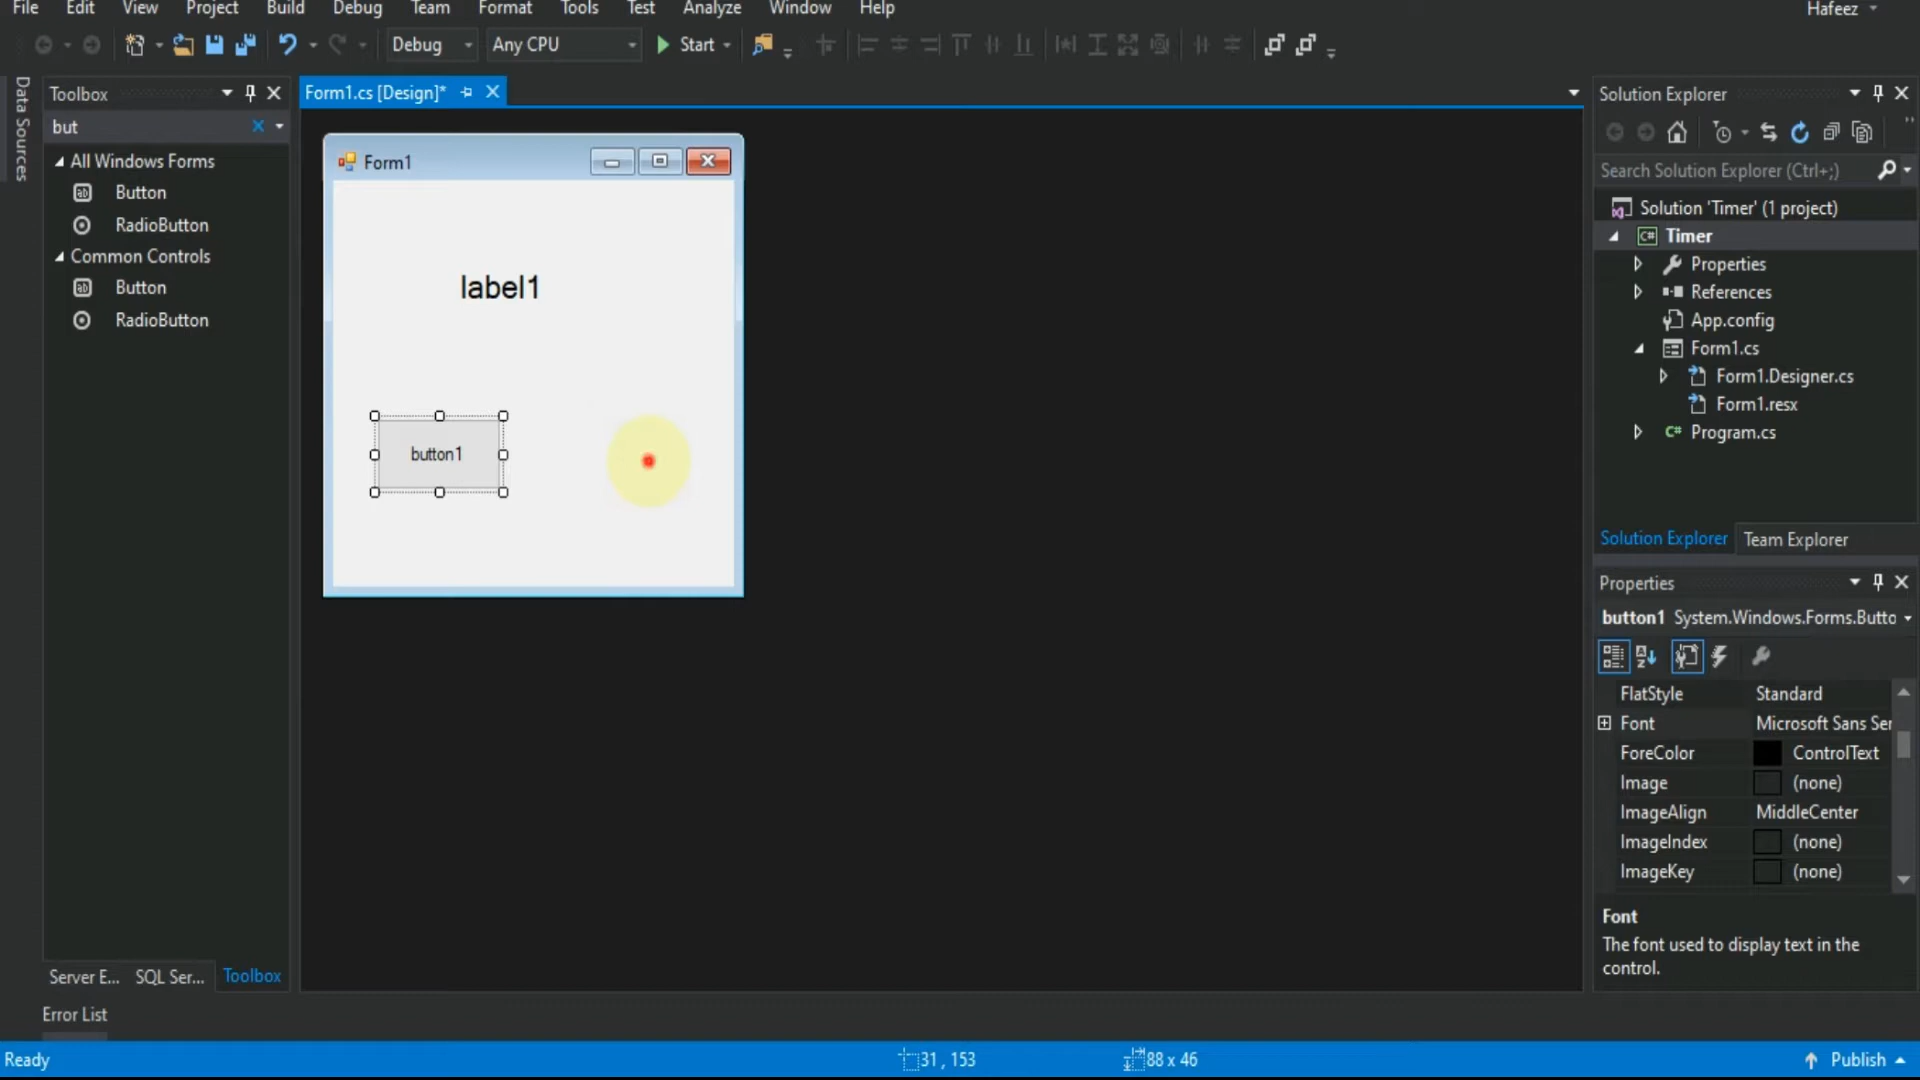 File Edit View Project Build Debug Team Format Tools Test Analyze Window Help Hafeez
Debug Any CPU Start
Data Sources
Toolbox
but
All Windows Forms
Button
RadioButton
Common Controls
Button
RadioButton
Server E... SQL Ser... Toolbox
Form1.cs [Design]*
Form1
label1
button1
Solution Explorer
Search Solution Explorer (Ctrl+;)
Solution 'Timer' (1 project)
C# Timer
Properties
References
App.config
Form1.cs
Form1.Designer.cs
Form1.resx
C# Program.cs
Solution Explorer Team Explorer
Properties
button1 System.Windows.Forms.Butto
FlatStyle Standard
Font Microsoft Sans Ser
ForeColor ControlText
Image (none)
ImageAlign MiddleCenter
ImageIndex (none)
ImageKey (none)
Font
The font used to display text in the
control.
Error List
Ready 31 , 153 88 x 46 Publish